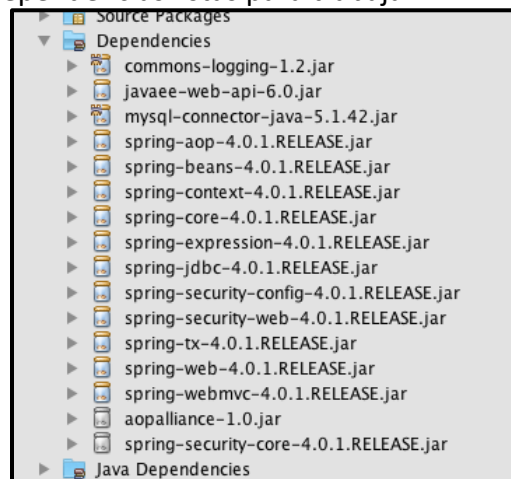 Source Packages
Dependencies
commons-logging-1.2.jar
javaee-web-api-6.0.jar
mysql-connector-java-5.1.42.jar
spring-aop-4.0.1.RELEASE.jar
spring-beans-4.0.1.RELEASE.jar
spring-context-4.0.1.RELEASE.jar
spring-core-4.0.1.RELEASE.jar
spring-expression-4.0.1.RELEASE.jar
spring-jdbc-4.0.1.RELEASE.jar
spring-security-config-4.0.1.RELEASE.jar
spring-security-web-4.0.1.RELEASE.jar
spring-tx-4.0.1.RELEASE.jar
spring-web-4.0.1.RELEASE.jar
spring-webmvc-4.0.1.RELEASE.jar
aopalliance-1.0.jar
spring-security-core-4.0.1.RELEASE.jar
Java Dependencies